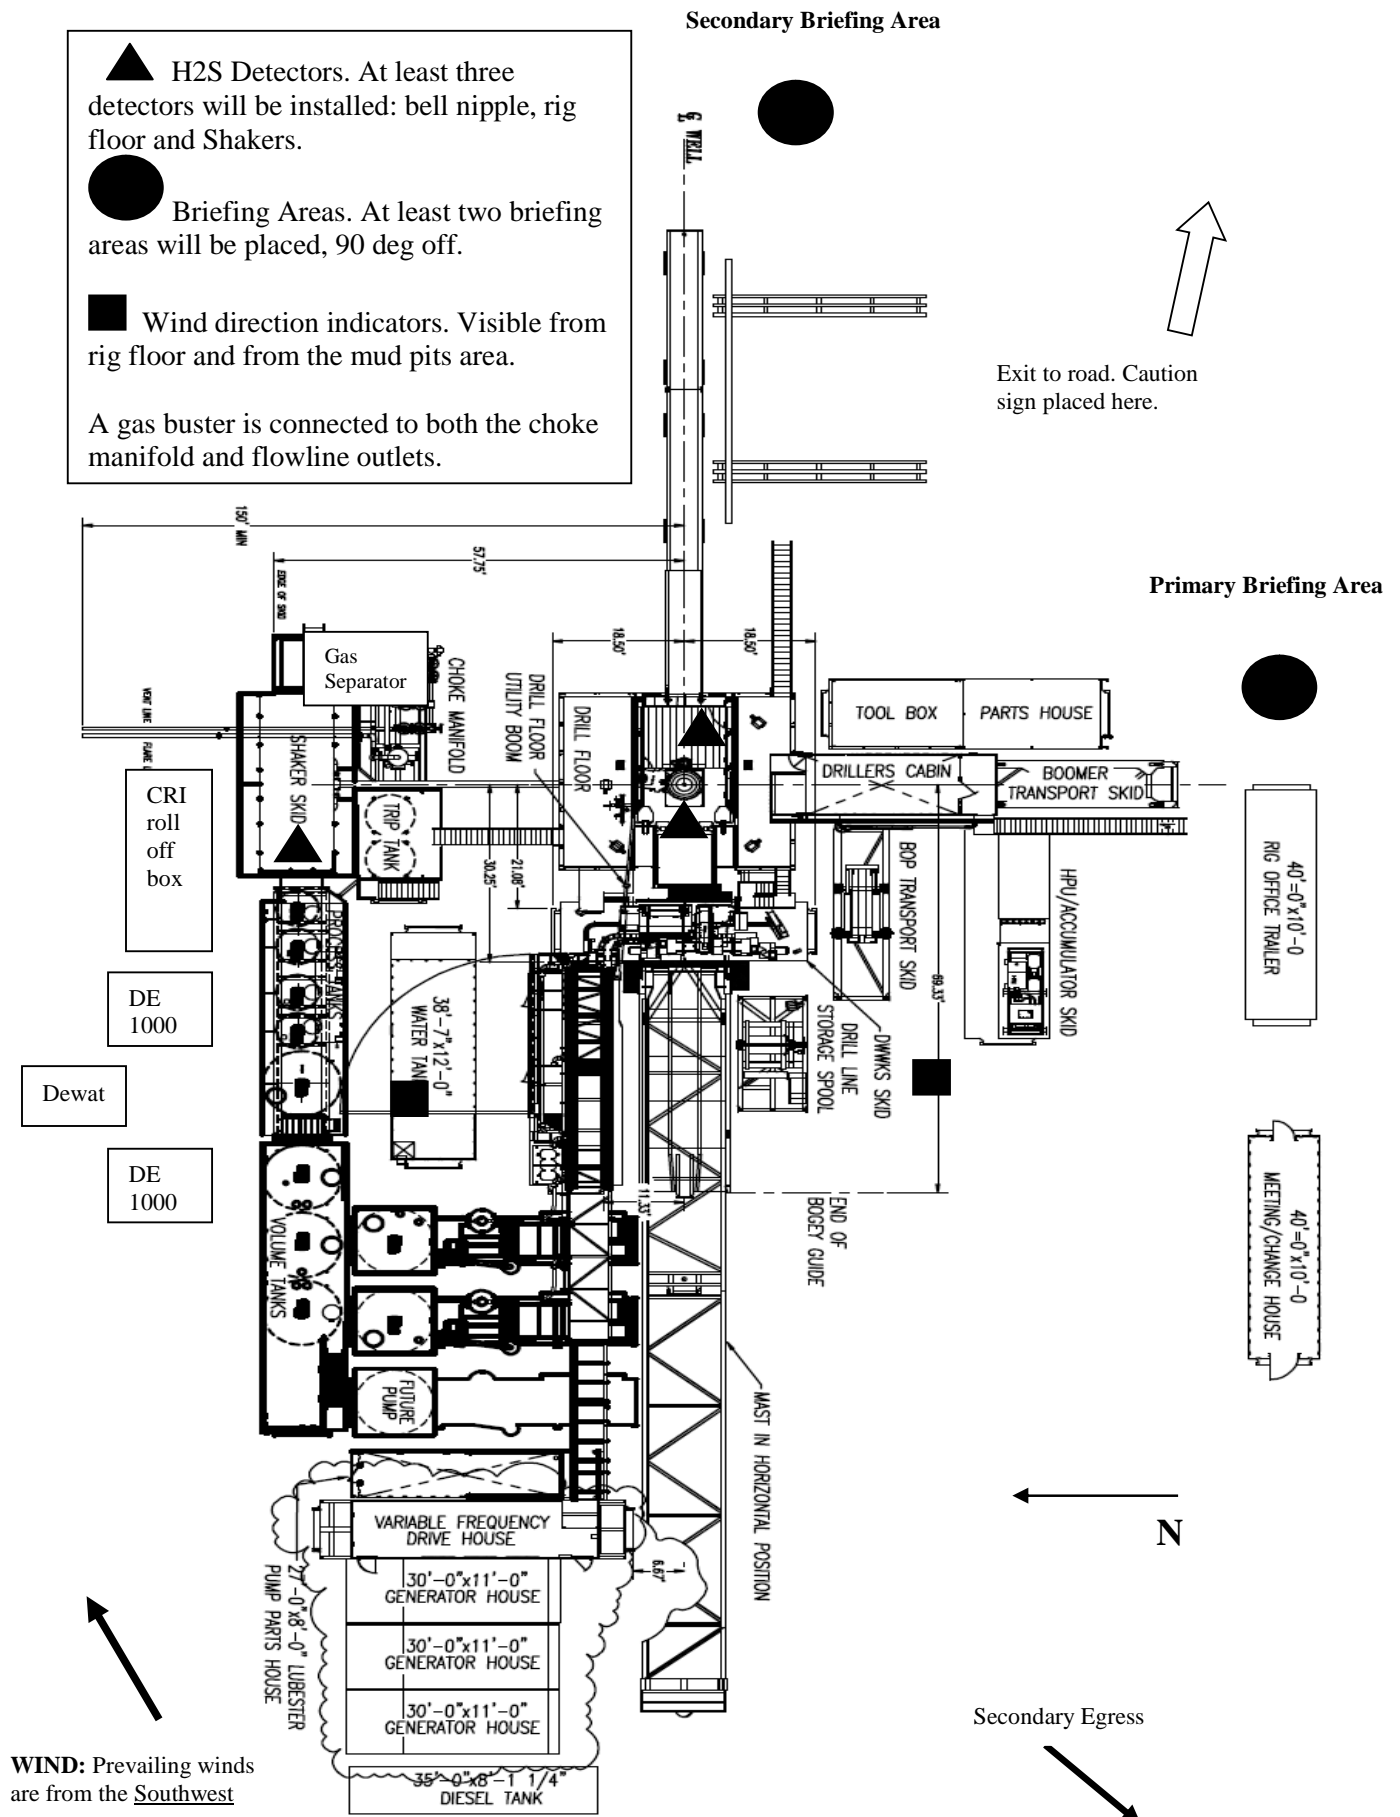 Secondary Briefing Area
H2S Detectors. At least three
detectors will be installed: bell nipple, rig
floor and Shakers.
Briefing Areas. At least two briefing
areas will be placed, 90 deg off.
Wind direction indicators. Visible from
rig floor and from the mud pits area.
A gas buster is connected to both the choke
manifold and flowline outlets.
WELL
Exit to road. Caution
sign placed here.
150' MIN
57.75'
EDGE OF SKID
Primary Briefing Area
18.50'
18.50'
Gas
Separator
CHOKE MANIFOLD
DRILL FLOOR
UTILITY BOOM
DRILL FLOOR
TOOL BOX
PARTS HOUSE
VENT LINE
SHAKER SKID
DRILLERS CABIN
BOOMER
TRANSPORT SKID
CRI
roll
off
box
TRIP TANK
30.25'
21.08'
BOP TRANSPORT SKID
HPU/ACCUMULATOR SKID
40'=0"x10'-0
RIG OFFICE TRAILER
PROCESS TANKS
38'-7"x12'-0"
WATER TANK
69.33'
DE
1000
DRILL LINE
STORAGE SPOOL
DWWKS SKID
Dewat
DE
1000
11.33'
END OF
BOGEY GUIDE
40'=0"x10'-0
MEETING/CHANGE HOUSE
VOLUME TANKS
FUTURE
PUMP
MAST IN HORIZONTAL POSITION
N
VARIABLE FREQUENCY
DRIVE HOUSE
6.67'
27'-0"x8'-0" LUBESTER
PUMP PARTS HOUSE
30'-0"x11'-0"
GENERATOR HOUSE
30'-0"x11'-0"
GENERATOR HOUSE
30'-0"x11'-0"
GENERATOR HOUSE
Secondary Egress
WIND: Prevailing winds
are from the Southwest
35'-0"x8'-1 1/4"
DIESEL TANK